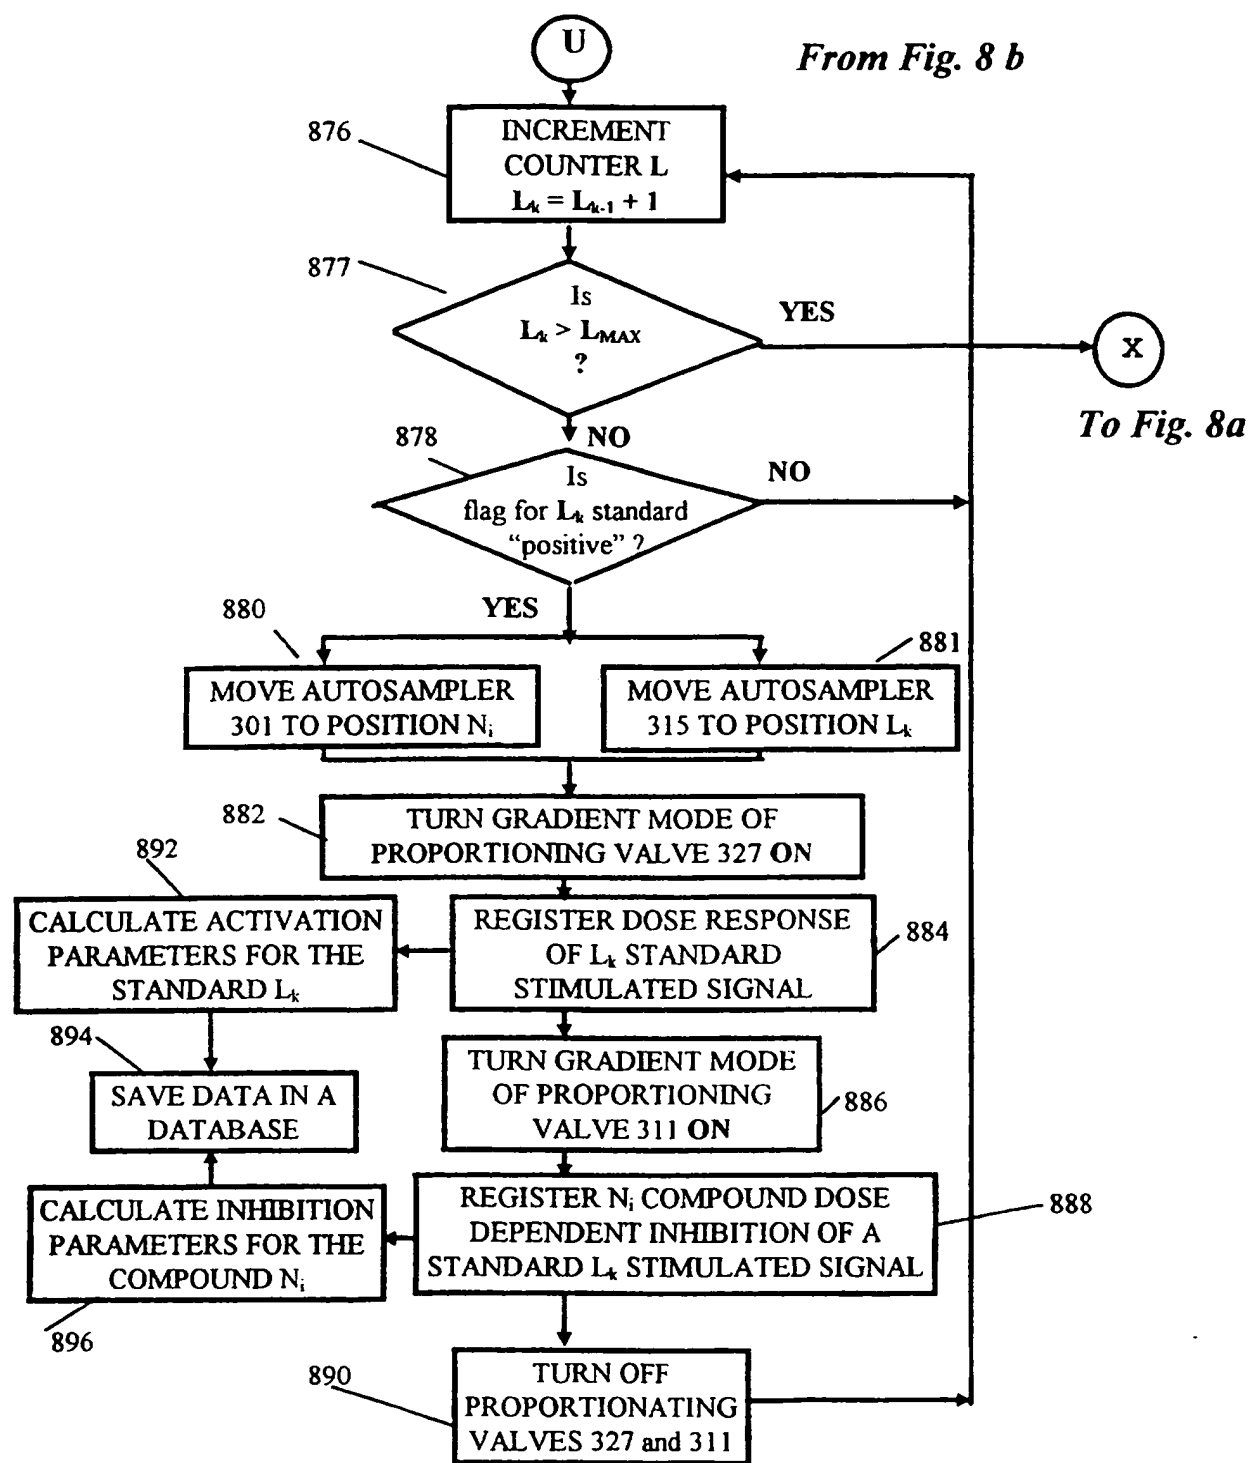 U
From Fig. 8 b
876
INCREMENT
COUNTER L
Lk = Lk-1 + 1
877
Is
Lk > LMAX
?
YES
X
To Fig. 8a
NO
878
Is
flag for Lk standard
"positive" ?
NO
YES
880
881
MOVE AUTOSAMPLER
301 TO POSITION Ni
MOVE AUTOSAMPLER
315 TO POSITION Lk
882
TURN GRADIENT MODE OF
PROPORTIONING VALVE 327 ON
892
CALCULATE ACTIVATION
PARAMETERS FOR THE
STANDARD Lk
REGISTER DOSE RESPONSE
OF Lk STANDARD
STIMULATED SIGNAL
884
894
SAVE DATA IN A
DATABASE
TURN GRADIENT MODE
OF PROPORTIONING
VALVE 311 ON
886
CALCULATE INHIBITION
PARAMETERS FOR THE
COMPOUND Ni
896
REGISTER Ni COMPOUND DOSE
DEPENDENT INHIBITION OF A
STANDARD Lk STIMULATED SIGNAL
888
890
TURN OFF
PROPORTIONATING
VALVES 327 and 311